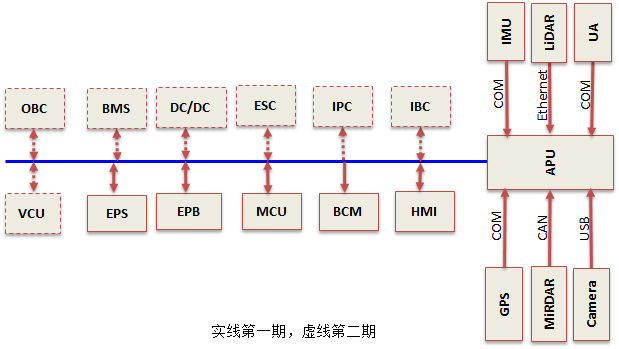 IMU
LiDAR
UA
COM
Ethernet
COM
OBC
BMS
DC/DC
ESC
IPC
IBC
APU
VCU
EPS
EPB
MCU
BCM
HMI
COM
CAN
USB
GPS
MiRDAR
Camera
实线第一期，虚线第二期